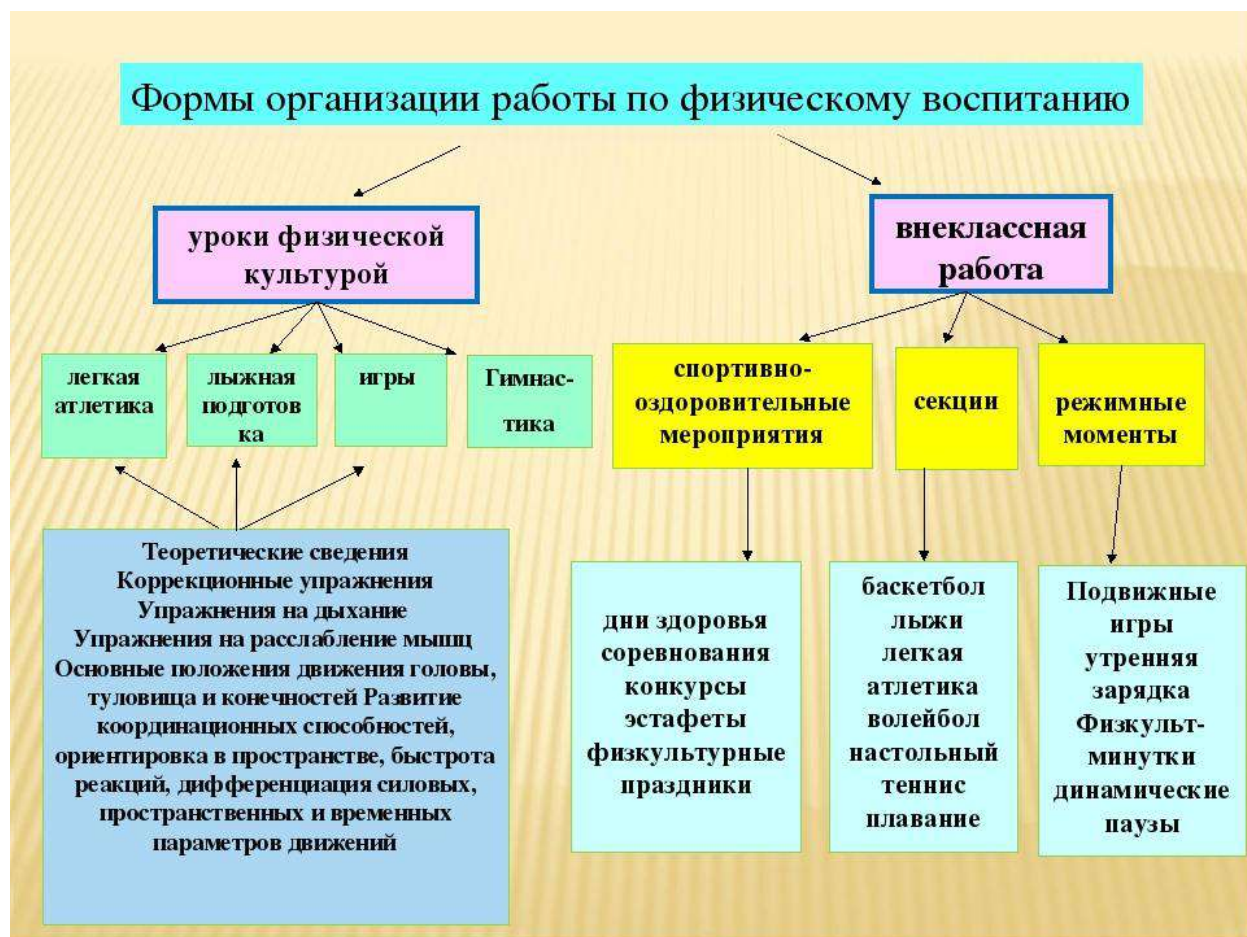 Формы организации работы по физическому воспитанию
уроки физической
культурой
внеклассная
работа
легкая
атлетика
лыжная
подготов
ка
игры
Гимнас-
тика
спортивно-
оздоровительные
мероприятия
секции
режимные
моменты
Теоретические сведения
Коррекционные упражнения
Упражнения на дыхание
Упражнения на расслабление мышц
Основные положения движения головы,
туловища и конечностей Развитие
координационных способностей,
ориентировка в пространстве, быстрота
реакций, дифференциация силовых,
пространственных и временных
параметров движений
дни здоровья
соревнования
конкурсы
эстафеты
физкультурные
праздники
баскетбол
лыжи
легкая
атлетика
волейбол
настольный
теннис
плавание
Подвижные
игры
утренняя
зарядка
Физкульт-
минутки
динамические
паузы